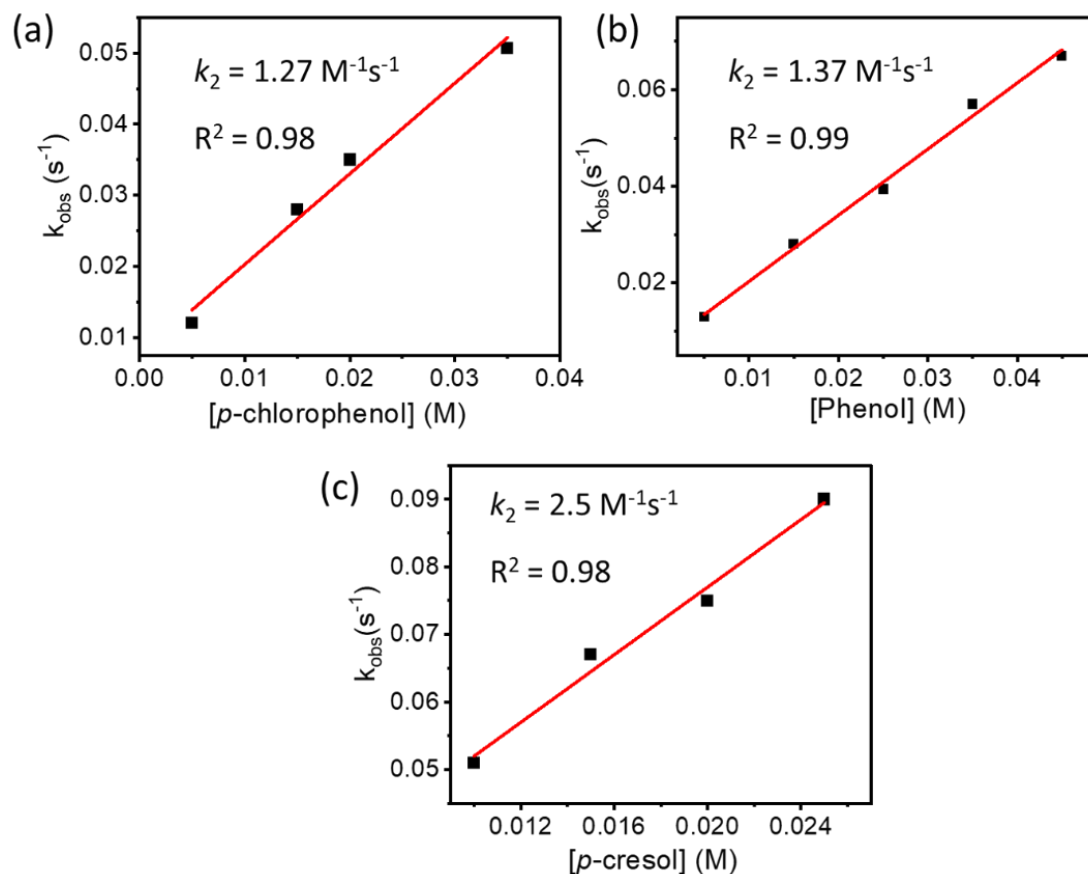 (a)
k₂ = 1.27 M⁻¹s⁻¹
R² = 0.98
0.05
0.04
0.03
0.02
0.01
k_obs (s⁻¹)
0.00 0.01 0.02 0.03 0.04
[p-chlorophenol] (M)
(b)
k₂ = 1.37 M⁻¹s⁻¹
R² = 0.99
0.06
0.04
0.02
k_obs(s⁻¹)
0.01 0.02 0.03 0.04
[Phenol] (M)
(c)
k₂ = 2.5 M⁻¹s⁻¹
R² = 0.98
0.09
0.08
0.07
0.06
0.05
k_obs(s⁻¹)
0.012 0.016 0.020 0.024
[p-cresol] (M)